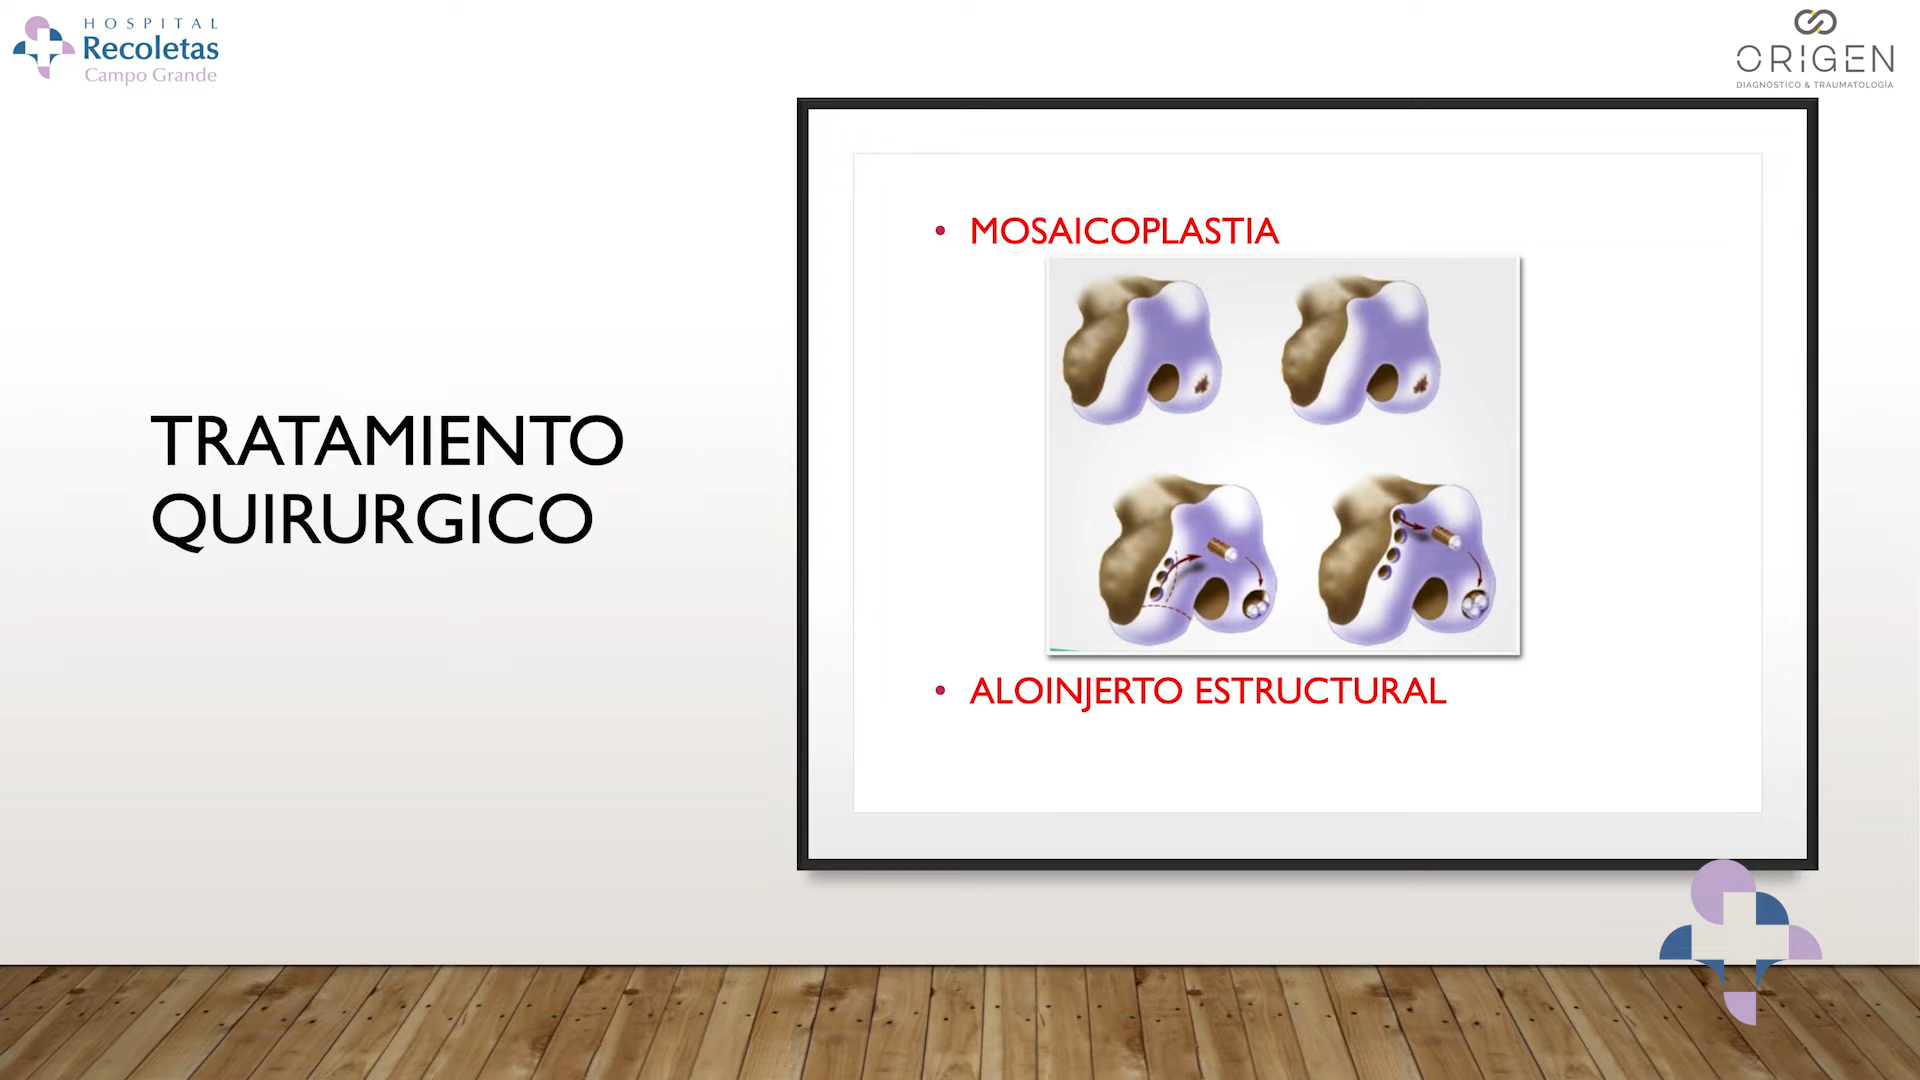 HOSPITAL
Recoletas
Campo Grande
ORIGEN
DIAGNÓSTICO & TRAUMATOLOGÍA
TRATAMIENTO
QUIRURGICO
• MOSAICOPLASTIA
• ALOINJERTO ESTRUCTURAL